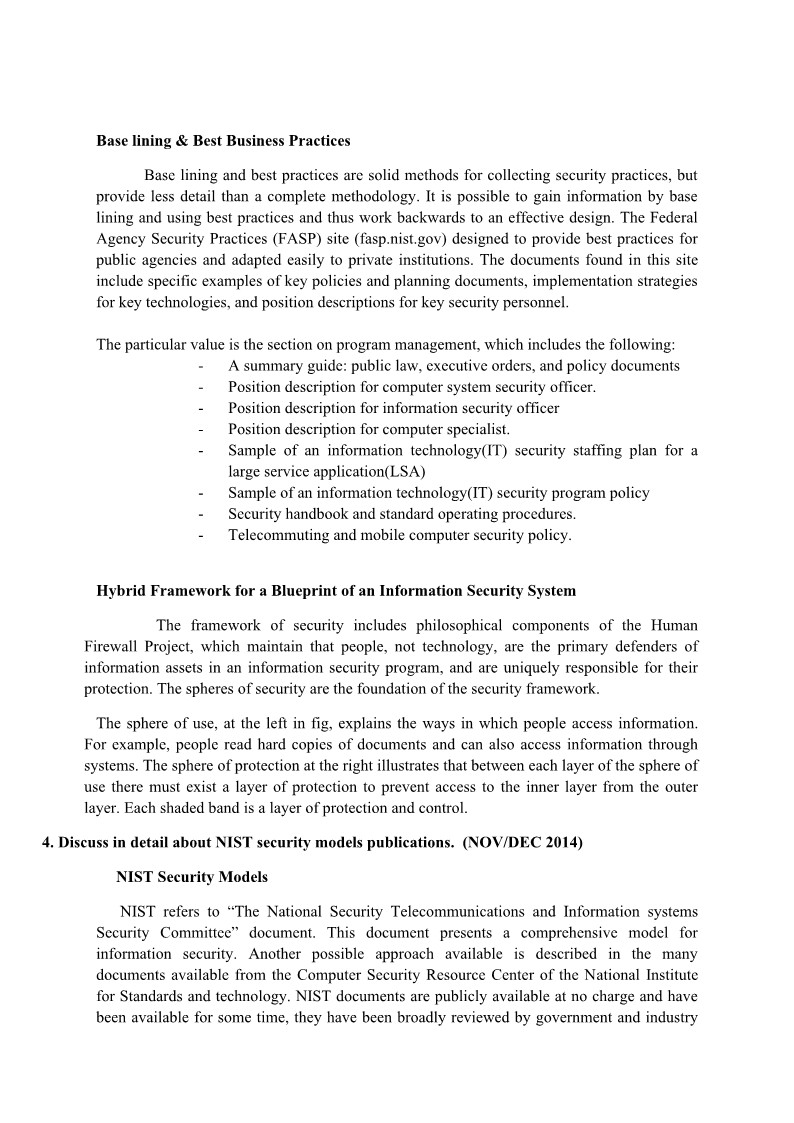 Base lining & Best Business Practices
Base lining and best practices are solid methods for collecting security practices, but
provide less detail than a complete methodology. It is possible to gain information by base
lining and using best practices and thus work backwards to an effective design. The Federal
Agency Security Practices (FASP) site (fasp.nist.gov) designed to provide best practices for
public agencies and adapted easily to private institutions. The documents found in this site
include specific examples of key policies and planning documents, implementation strategies
for key technologies, and position descriptions for key security personnel.
The particular value is the section on program management, which includes the following:
- A summary guide: public law, executive orders, and policy documents
- Position description for computer system security officer.
- Position description for information security officer
- Position description for computer specialist.
- Sample of an information technology(IT) security staffing plan for a
large service application(LSA)
- Sample of an information technology(IT) security program policy
- Security handbook and standard operating procedures.
- Telecommuting and mobile computer security policy.
Hybrid Framework for a Blueprint of an Information Security System
The framework of security includes philosophical components of the Human
Firewall Project, which maintain that people, not technology, are the primary defenders of
information assets in an information security program, and are uniquely responsible for their
protection. The spheres of security are the foundation of the security framework.
The sphere of use, at the left in fig, explains the ways in which people access information.
For example, people read hard copies of documents and can also access information through
systems. The sphere of protection at the right illustrates that between each layer of the sphere of
use there must exist a layer of protection to prevent access to the inner layer from the outer
layer. Each shaded band is a layer of protection and control.
4. Discuss in detail about NIST security models publications. (NOV/DEC 2014)
NIST Security Models
NIST refers to “The National Security Telecommunications and Information systems
Security Committee” document. This document presents a comprehensive model for
information security. Another possible approach available is described in the many
documents available from the Computer Security Resource Center of the National Institute
for Standards and technology. NIST documents are publicly available at no charge and have
been available for some time, they have been broadly reviewed by government and industry